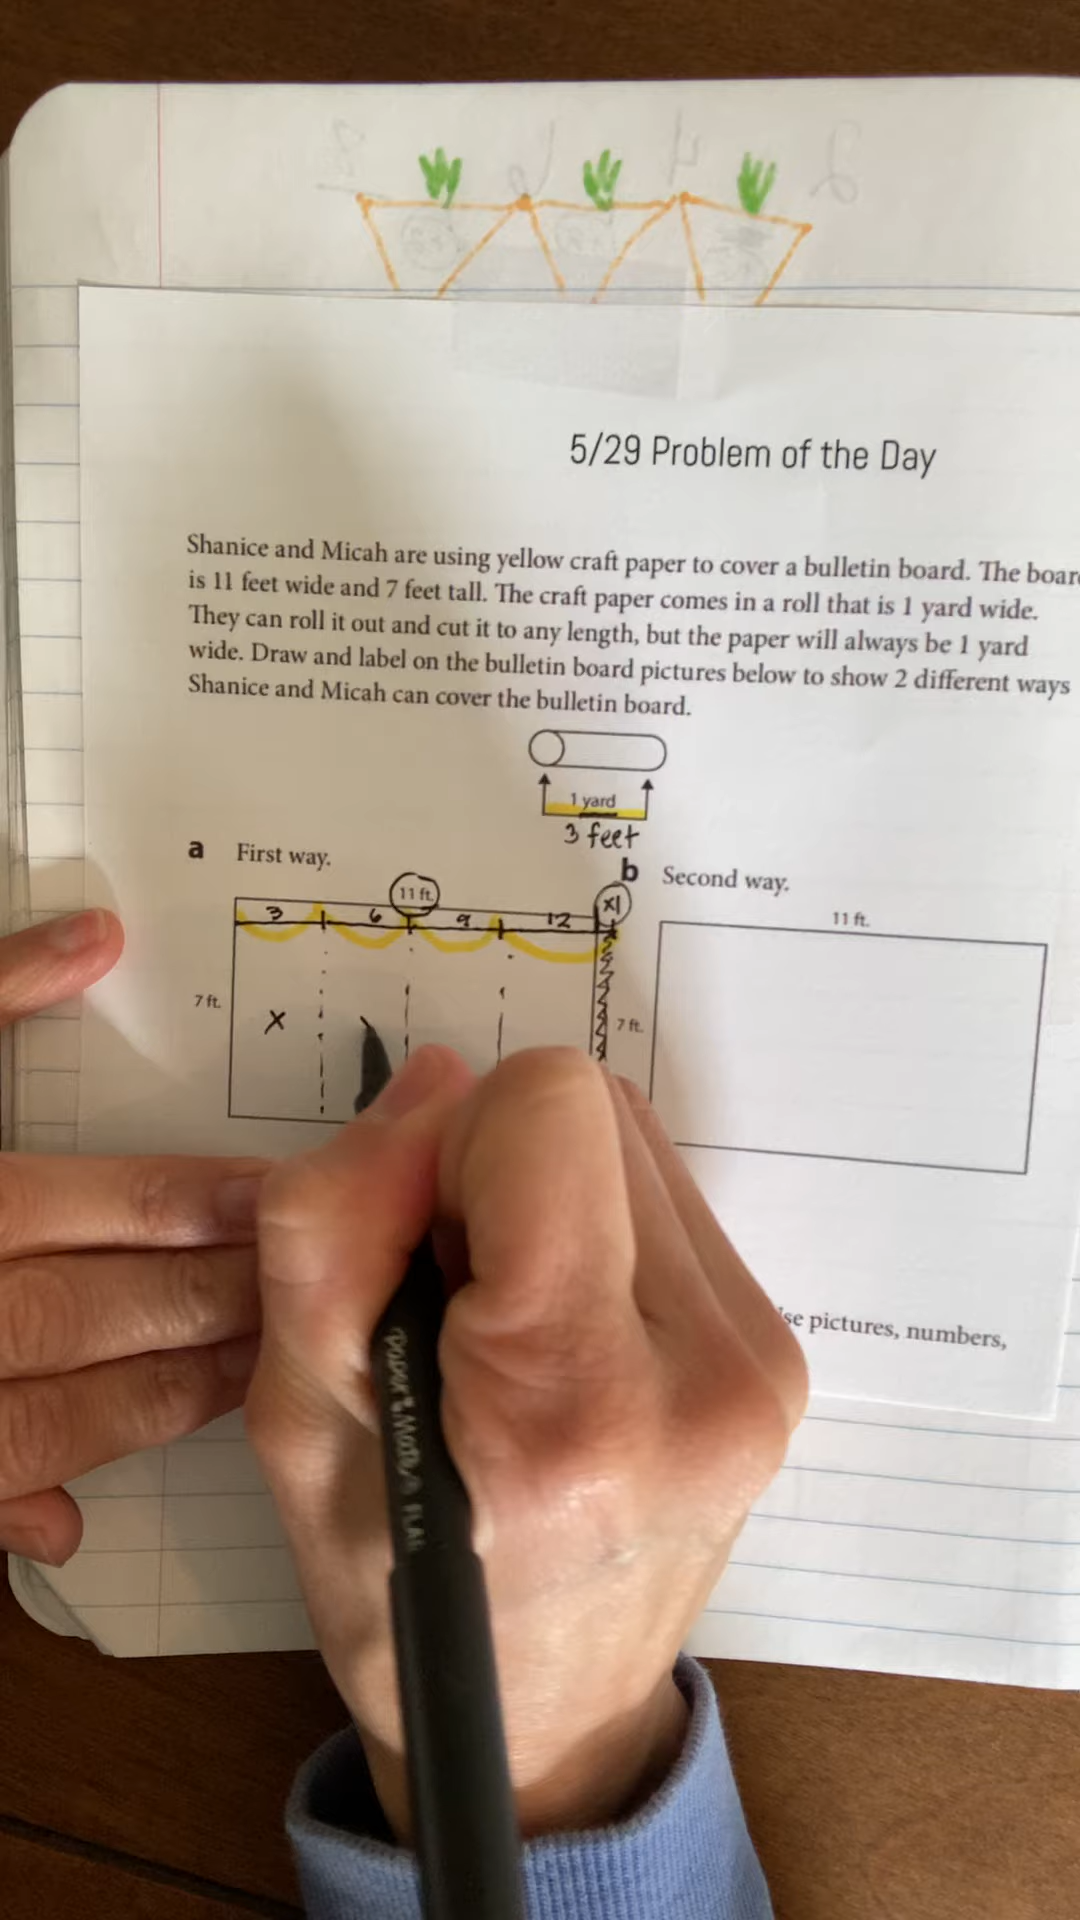 5/29 Problem of the Day
Shanice and Micah are using yellow craft paper to cover a bulletin board. The boar
is 11 feet wide and 7 feet tall. The craft paper comes in a roll that is 1 yard wide.
They can roll it out and cut it to any length, but the paper will always be 1 yard
wide. Draw and label on the bulletin board pictures below to show 2 different ways
Shanice and Micah can cover the bulletin board.
1 yard
3 feet
a First way.
b Second way.
11 ft.
x1
3 6 9 12
11 ft.
7 ft.
X
7 ft.
se pictures, numbers,
Paper Mate FLAI